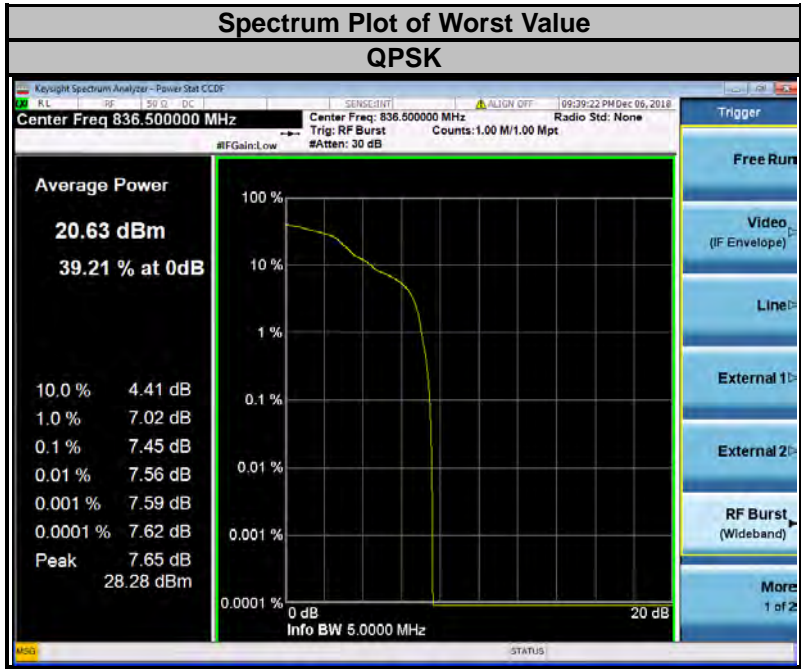 Spectrum Plot of Worst Value
QPSK
Keysight Spectrum Analyzer - Power Stat CCDF
RL RF 50 Ω DC SENSE:INT ALIGN OFF 09:39:22 PM Dec 06, 2018
Center Freq 836.500000 MHz
Center Freq: 836.500000 MHz Radio Std: None
Trig: RF Burst Counts:1.00 M/1.00 Mpt
#IFGain:Low #Atten: 30 dB
Trigger
Average Power
20.63 dBm
39.21 % at 0dB
10.0 % 4.41 dB
1.0 % 7.02 dB
0.1 % 7.45 dB
0.01 % 7.56 dB
0.001 % 7.59 dB
0.0001 % 7.62 dB
Peak 7.65 dB
28.28 dBm
100 %
10 %
1 %
0.1 %
0.01 %
0.001 %
0.0001 %
0 dB 20 dB
Info BW 5.0000 MHz
Free Run
Video
(IF Envelope)
Line
External 1
External 2
RF Burst
(Wideband)
More
1 of 2
MSG STATUS